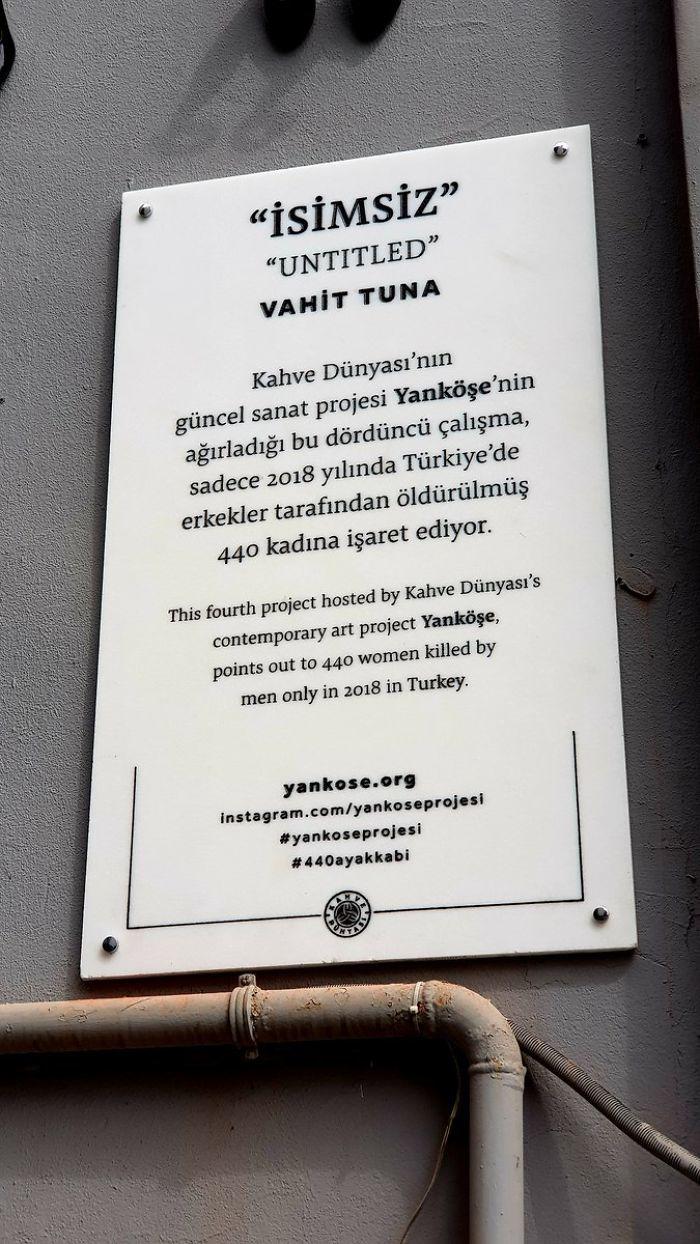 “İSİMSİZ”
“UNTITLED”
VAHİT TUNA
Kahve Dünyası’nın
güncel sanat projesi Yanköşe’nin
ağırladığı bu dördüncü çalışma,
sadece 2018 yılında Türkiye’de
erkekler tarafından öldürülmüş
440 kadına işaret ediyor.
This fourth project hosted by Kahve Dünyası’s
contemporary art project Yanköşe,
points out to 440 women killed by
men only in 2018 in Turkey.
yankose.org
instagram.com/yankoseprojesi
#yankoseprojesi
#440ayakkabi
KAHVE
DÜNYASI